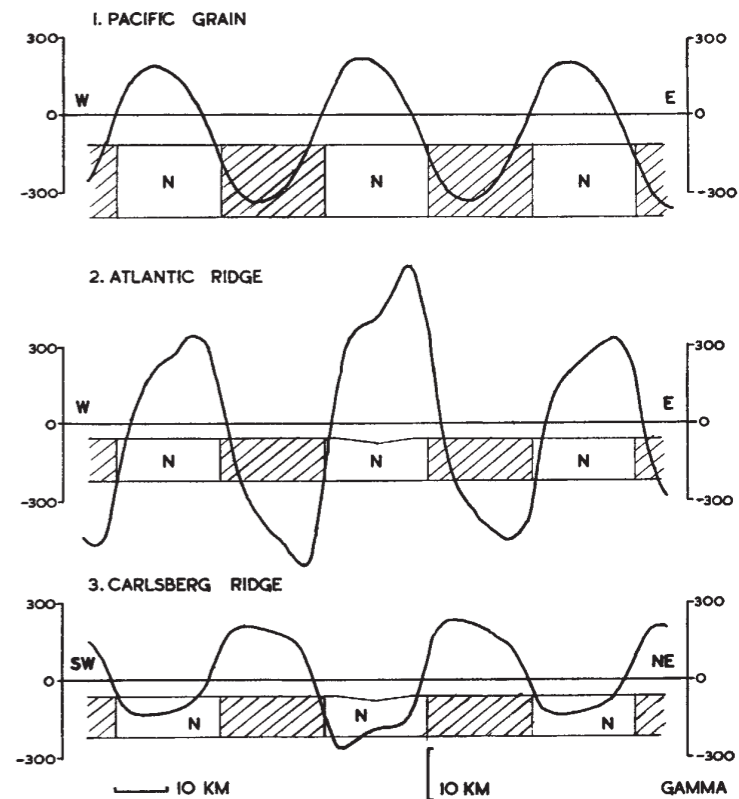 1. PACIFIC GRAIN
300 300
W E
0 0
N N N
-300 -300
2. ATLANTIC RIDGE
300 300
W E
0 0
N N N
-300 -300
3. CARLSBERG RIDGE
300 300
SW NE
0 0
N N N
-300 -300
10 KM 10 KM GAMMA